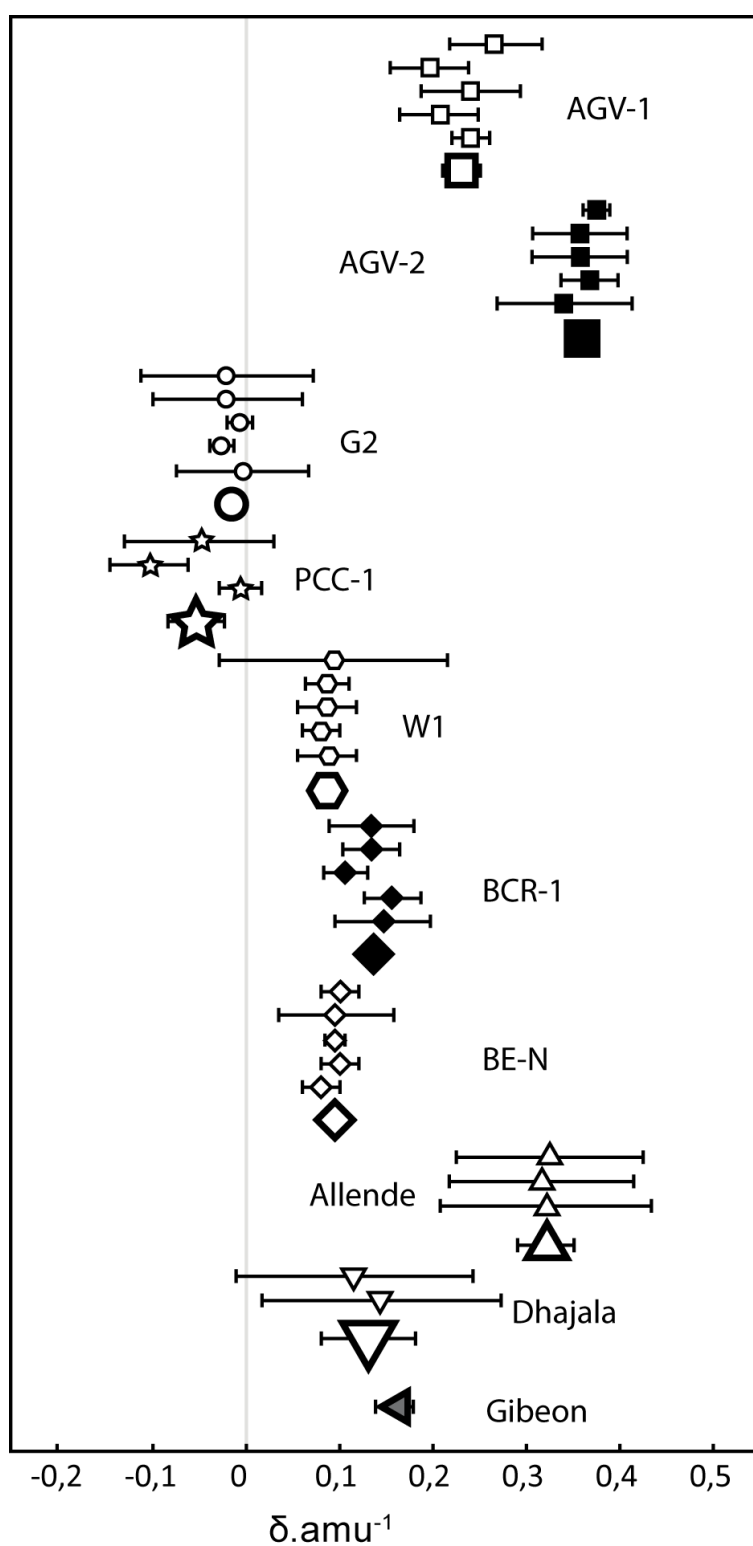 AGV-1
AGV-2
G2
PCC-1
W1
BCR-1
BE-N
Allende
Dhajala
Gibeon
-0,2 -0,1 0 0,1 0,2 0,3 0,4 0,5
δ.amu⁻¹